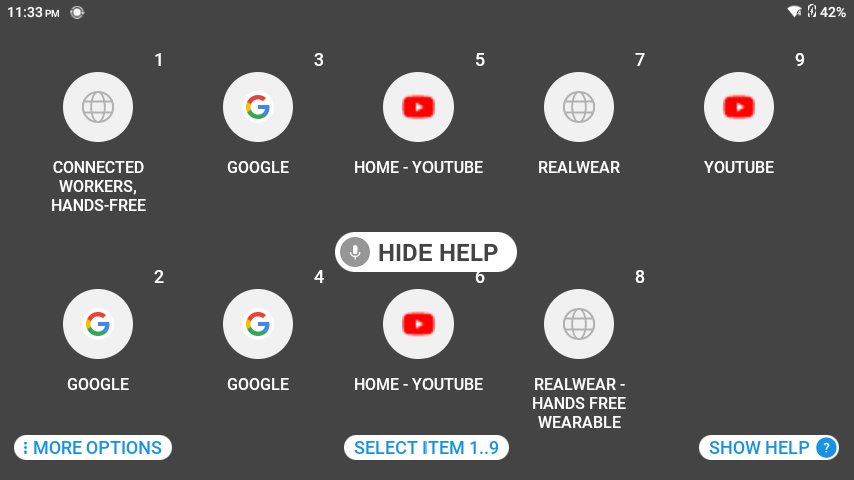 11:33 PM
42%
1
3
5
7
9
CONNECTED
WORKERS,
HANDS-FREE
GOOGLE
HOME - YOUTUBE
REALWEAR
YOUTUBE
HIDE HELP
2
4
6
8
GOOGLE
GOOGLE
HOME - YOUTUBE
REALWEAR -
HANDS FREE
WEARABLE
MORE OPTIONS
SELECT ITEM 1..9
SHOW HELP ?